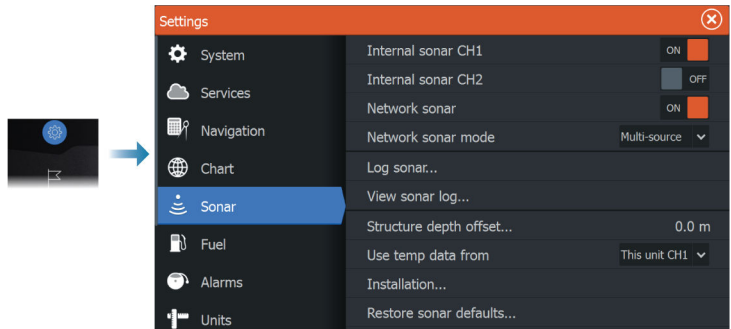 Settings
System
Services
Navigation
Chart
Sonar
Fuel
Alarms
Units
Internal sonar CH1 ON
Internal sonar CH2 OFF
Network sonar ON
Network sonar mode Multi-source
Log sonar...
View sonar log...
Structure depth offset... 0.0 m
Use temp data from This unit CH1
Installation...
Restore sonar defaults...